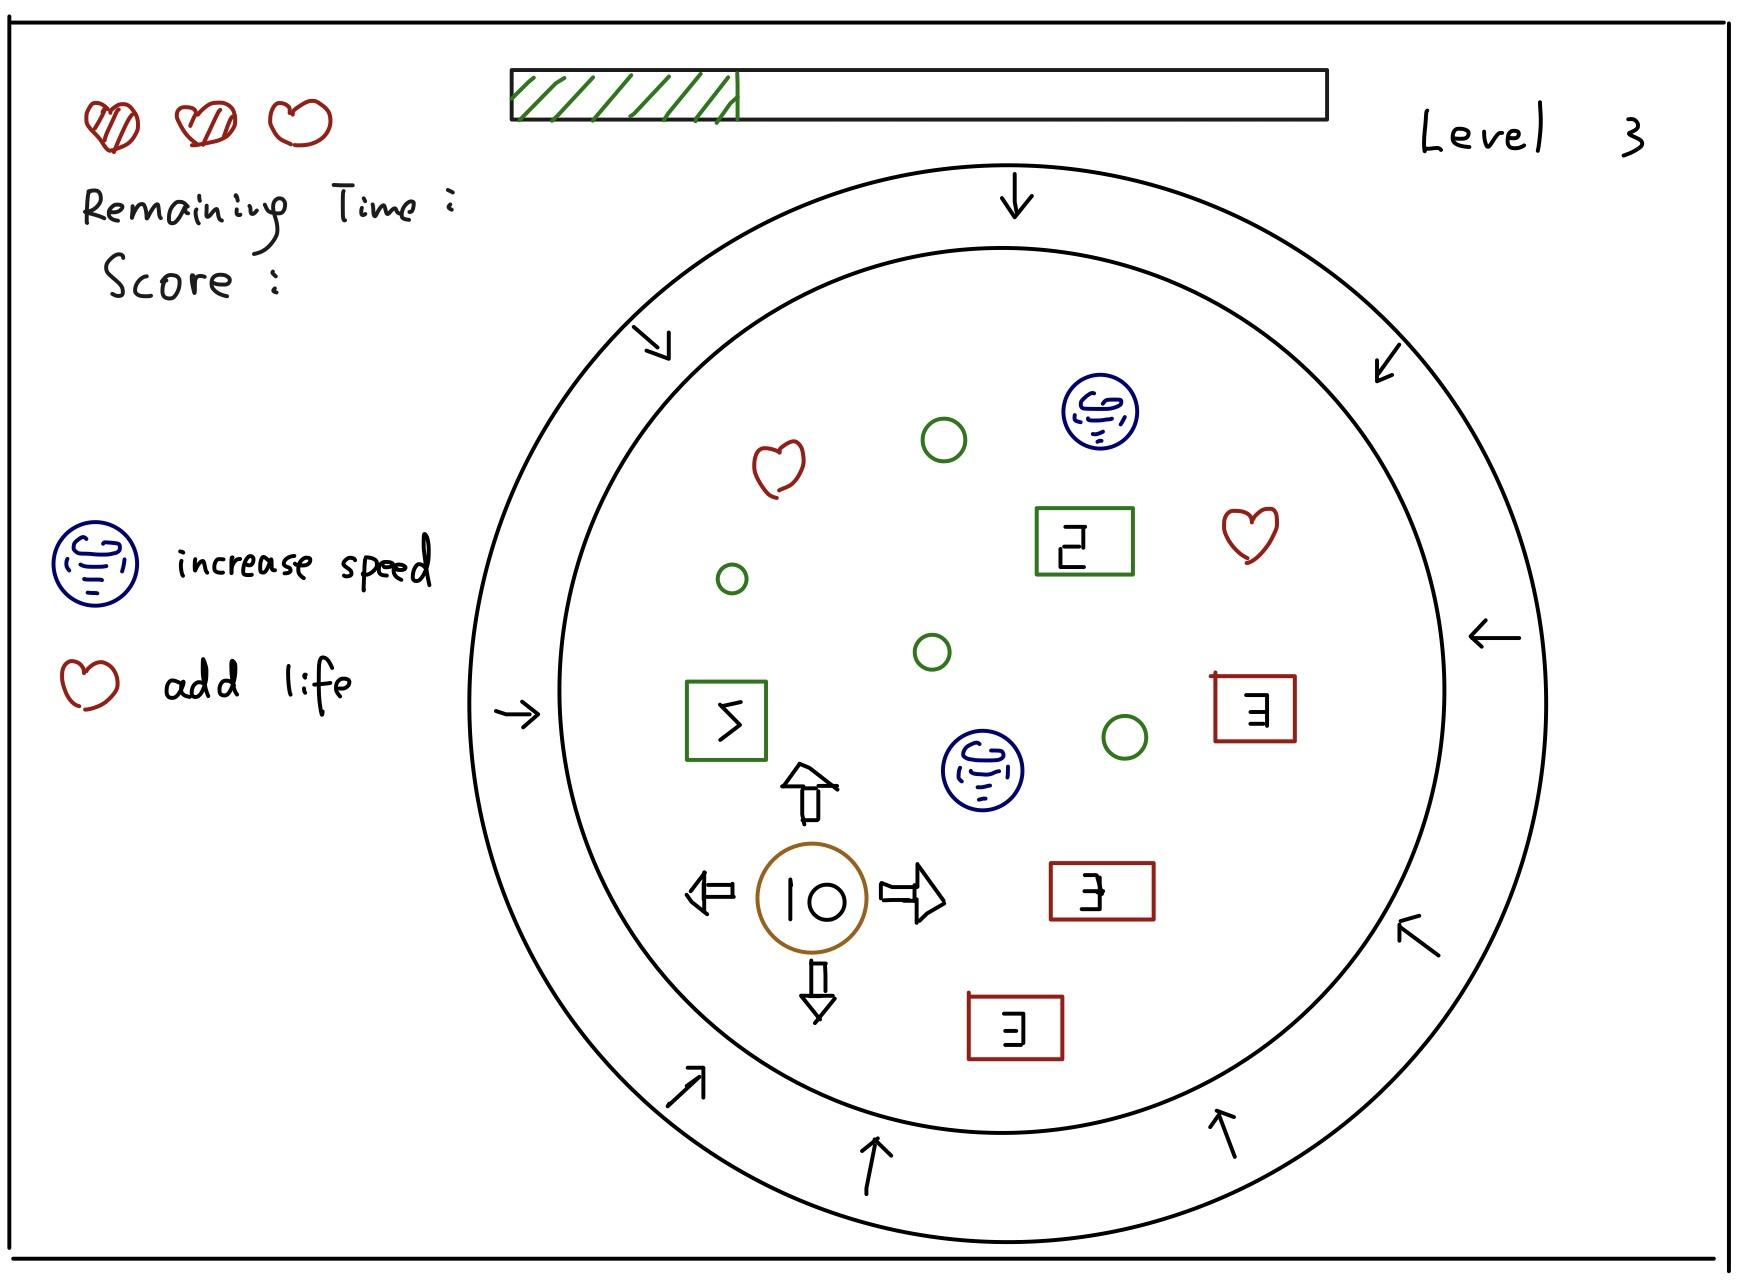 Level 3
Remaining Time :
Score :
2
increase speed
add life
5
3
10
3
3